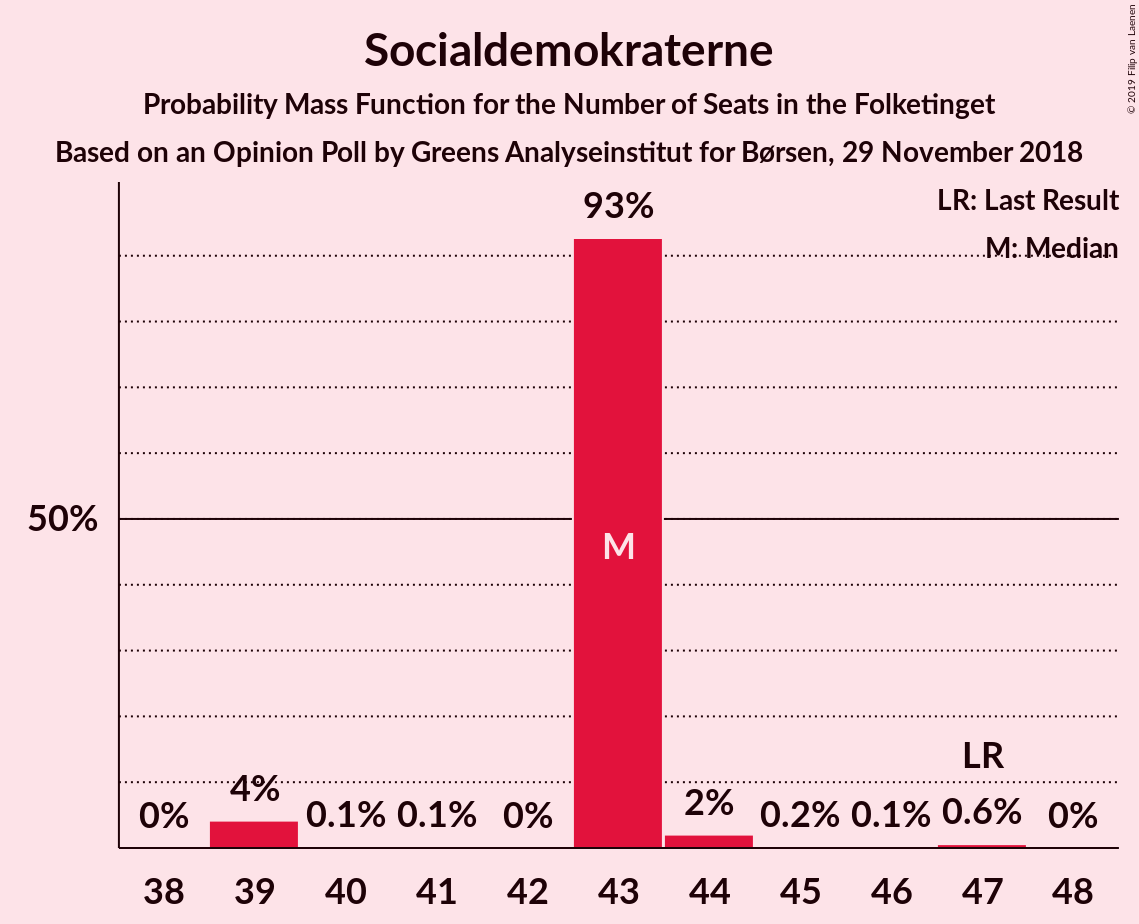 Socialdemokraterne
Probability Mass Function for the Number of Seats in the Folketinget
Based on an Opinion Poll by Greens Analyseinstitut for Børsen, 29 November 2018
© 2019 Filip van Laenen
LR: Last Result
M: Median
93%
50%
M
LR
0%
4%
0.1%
0.1%
0%
2%
0.2%
0.1%
0.6%
0%
38 39 40 41 42 43 44 45 46 47 48